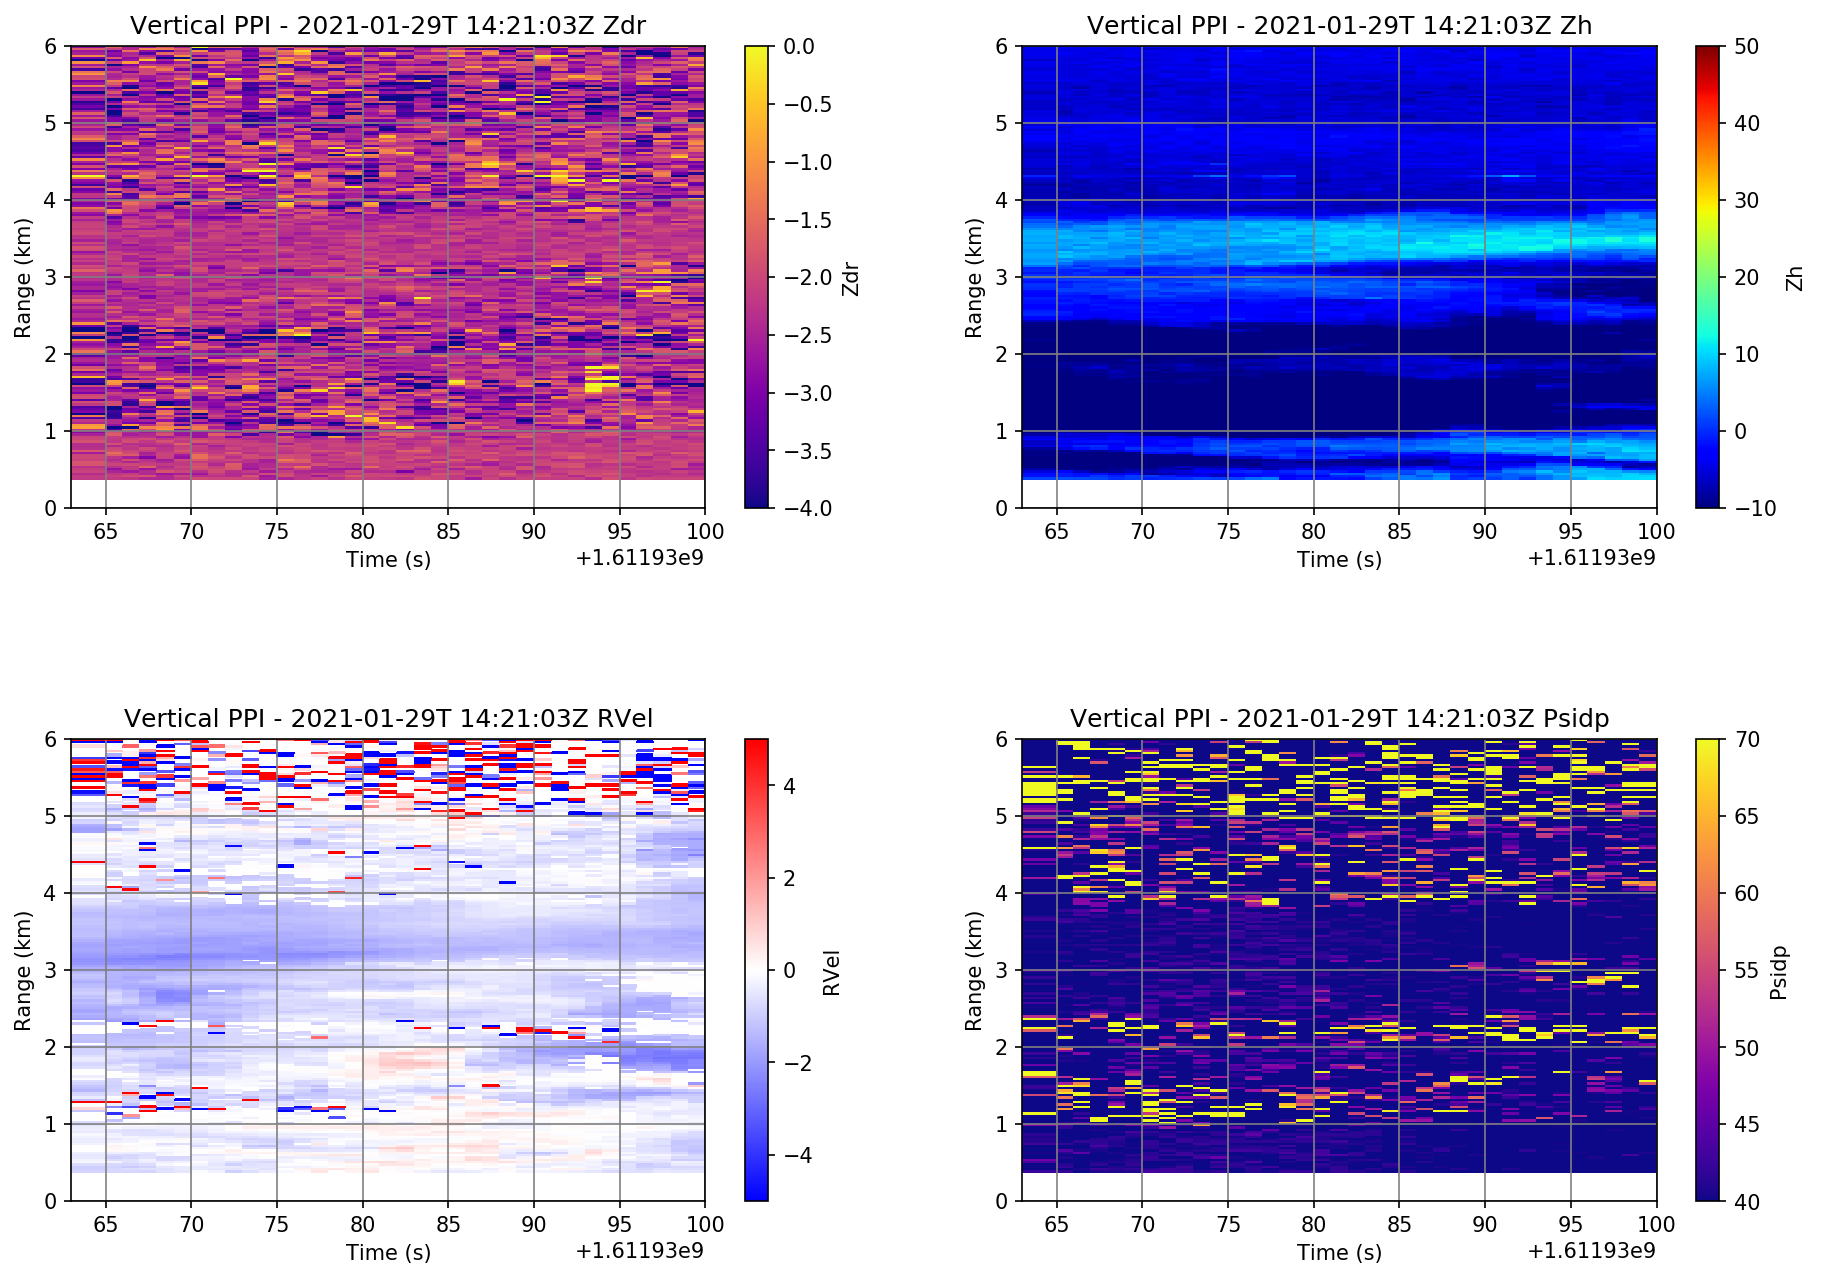 Vertical PPI - 2021-01-29T 14:21:03Z Zdr
6
5
4
3
2
1
0
Range (km)
65 70 75 80 85 90 95 100
Time (s)
+1.61193e9
0.0
−0.5
−1.0
−1.5
−2.0
−2.5
−3.0
−3.5
−4.0
Zdr
Vertical PPI - 2021-01-29T 14:21:03Z Zh
6
5
4
3
2
1
0
Range (km)
65 70 75 80 85 90 95 100
Time (s)
+1.61193e9
50
40
30
20
10
0
−10
Zh
Vertical PPI - 2021-01-29T 14:21:03Z RVel
6
5
4
3
2
1
0
Range (km)
65 70 75 80 85 90 95 100
Time (s)
+1.61193e9
4
2
0
−2
−4
RVel
Vertical PPI - 2021-01-29T 14:21:03Z Psidp
6
5
4
3
2
1
0
Range (km)
65 70 75 80 85 90 95 100
Time (s)
+1.61193e9
70
65
60
55
50
45
40
Psidp